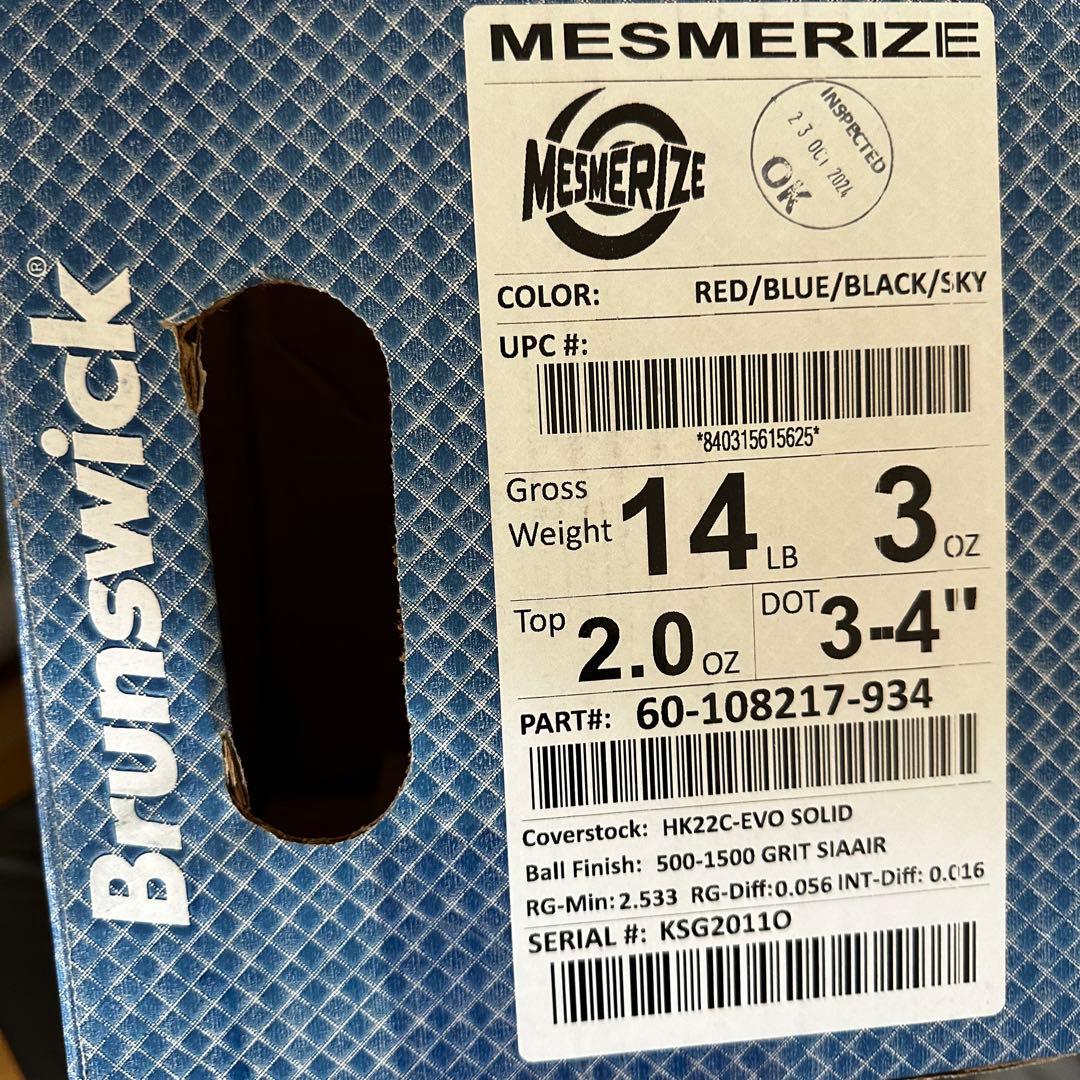 Brunswick®
MESMERIZE
MESMERIZE
INSPECTED
23 OCT 2024
OK
COLOR: RED/BLUE/BLACK/SKY
UPC #:
*840315615625*
Gross Weight 14 LB 3 OZ
Top 2.0 OZ DOT 3-4"
PART#: 60-108217-934
Coverstock: HK22C-EVO SOLID
Ball Finish: 500-1500 GRIT SIAAIR
RG-Min: 2.533 RG-Diff: 0.056 INT-Diff: 0.016
SERIAL #: KSG2011O